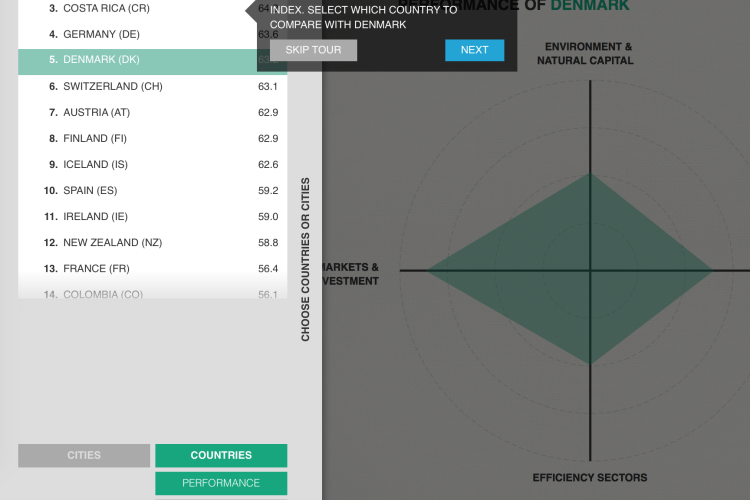 3. COSTA RICA (CR)
INDEX. SELECT WHICH COUNTRY TO
COMPARE WITH DENMARK
SKIP TOUR
NEXT
4. GERMANY (DE) 63.6
5. DENMARK (DK)
6. SWITZERLAND (CH) 63.1
7. AUSTRIA (AT) 62.9
8. FINLAND (FI) 62.9
9. ICELAND (IS) 62.6
10. SPAIN (ES) 59.2
11. IRELAND (IE) 59.0
12. NEW ZEALAND (NZ) 58.8
13. FRANCE (FR) 56.4
14. COLOMBIA (CO) 56.1
CHOOSE COUNTRIES OR CITIES
CITIES
COUNTRIES
PERFORMANCE
OF DENMARK
ENVIRONMENT &
NATURAL CAPITAL
MARKETS &
EFFICIENCY SECTORS